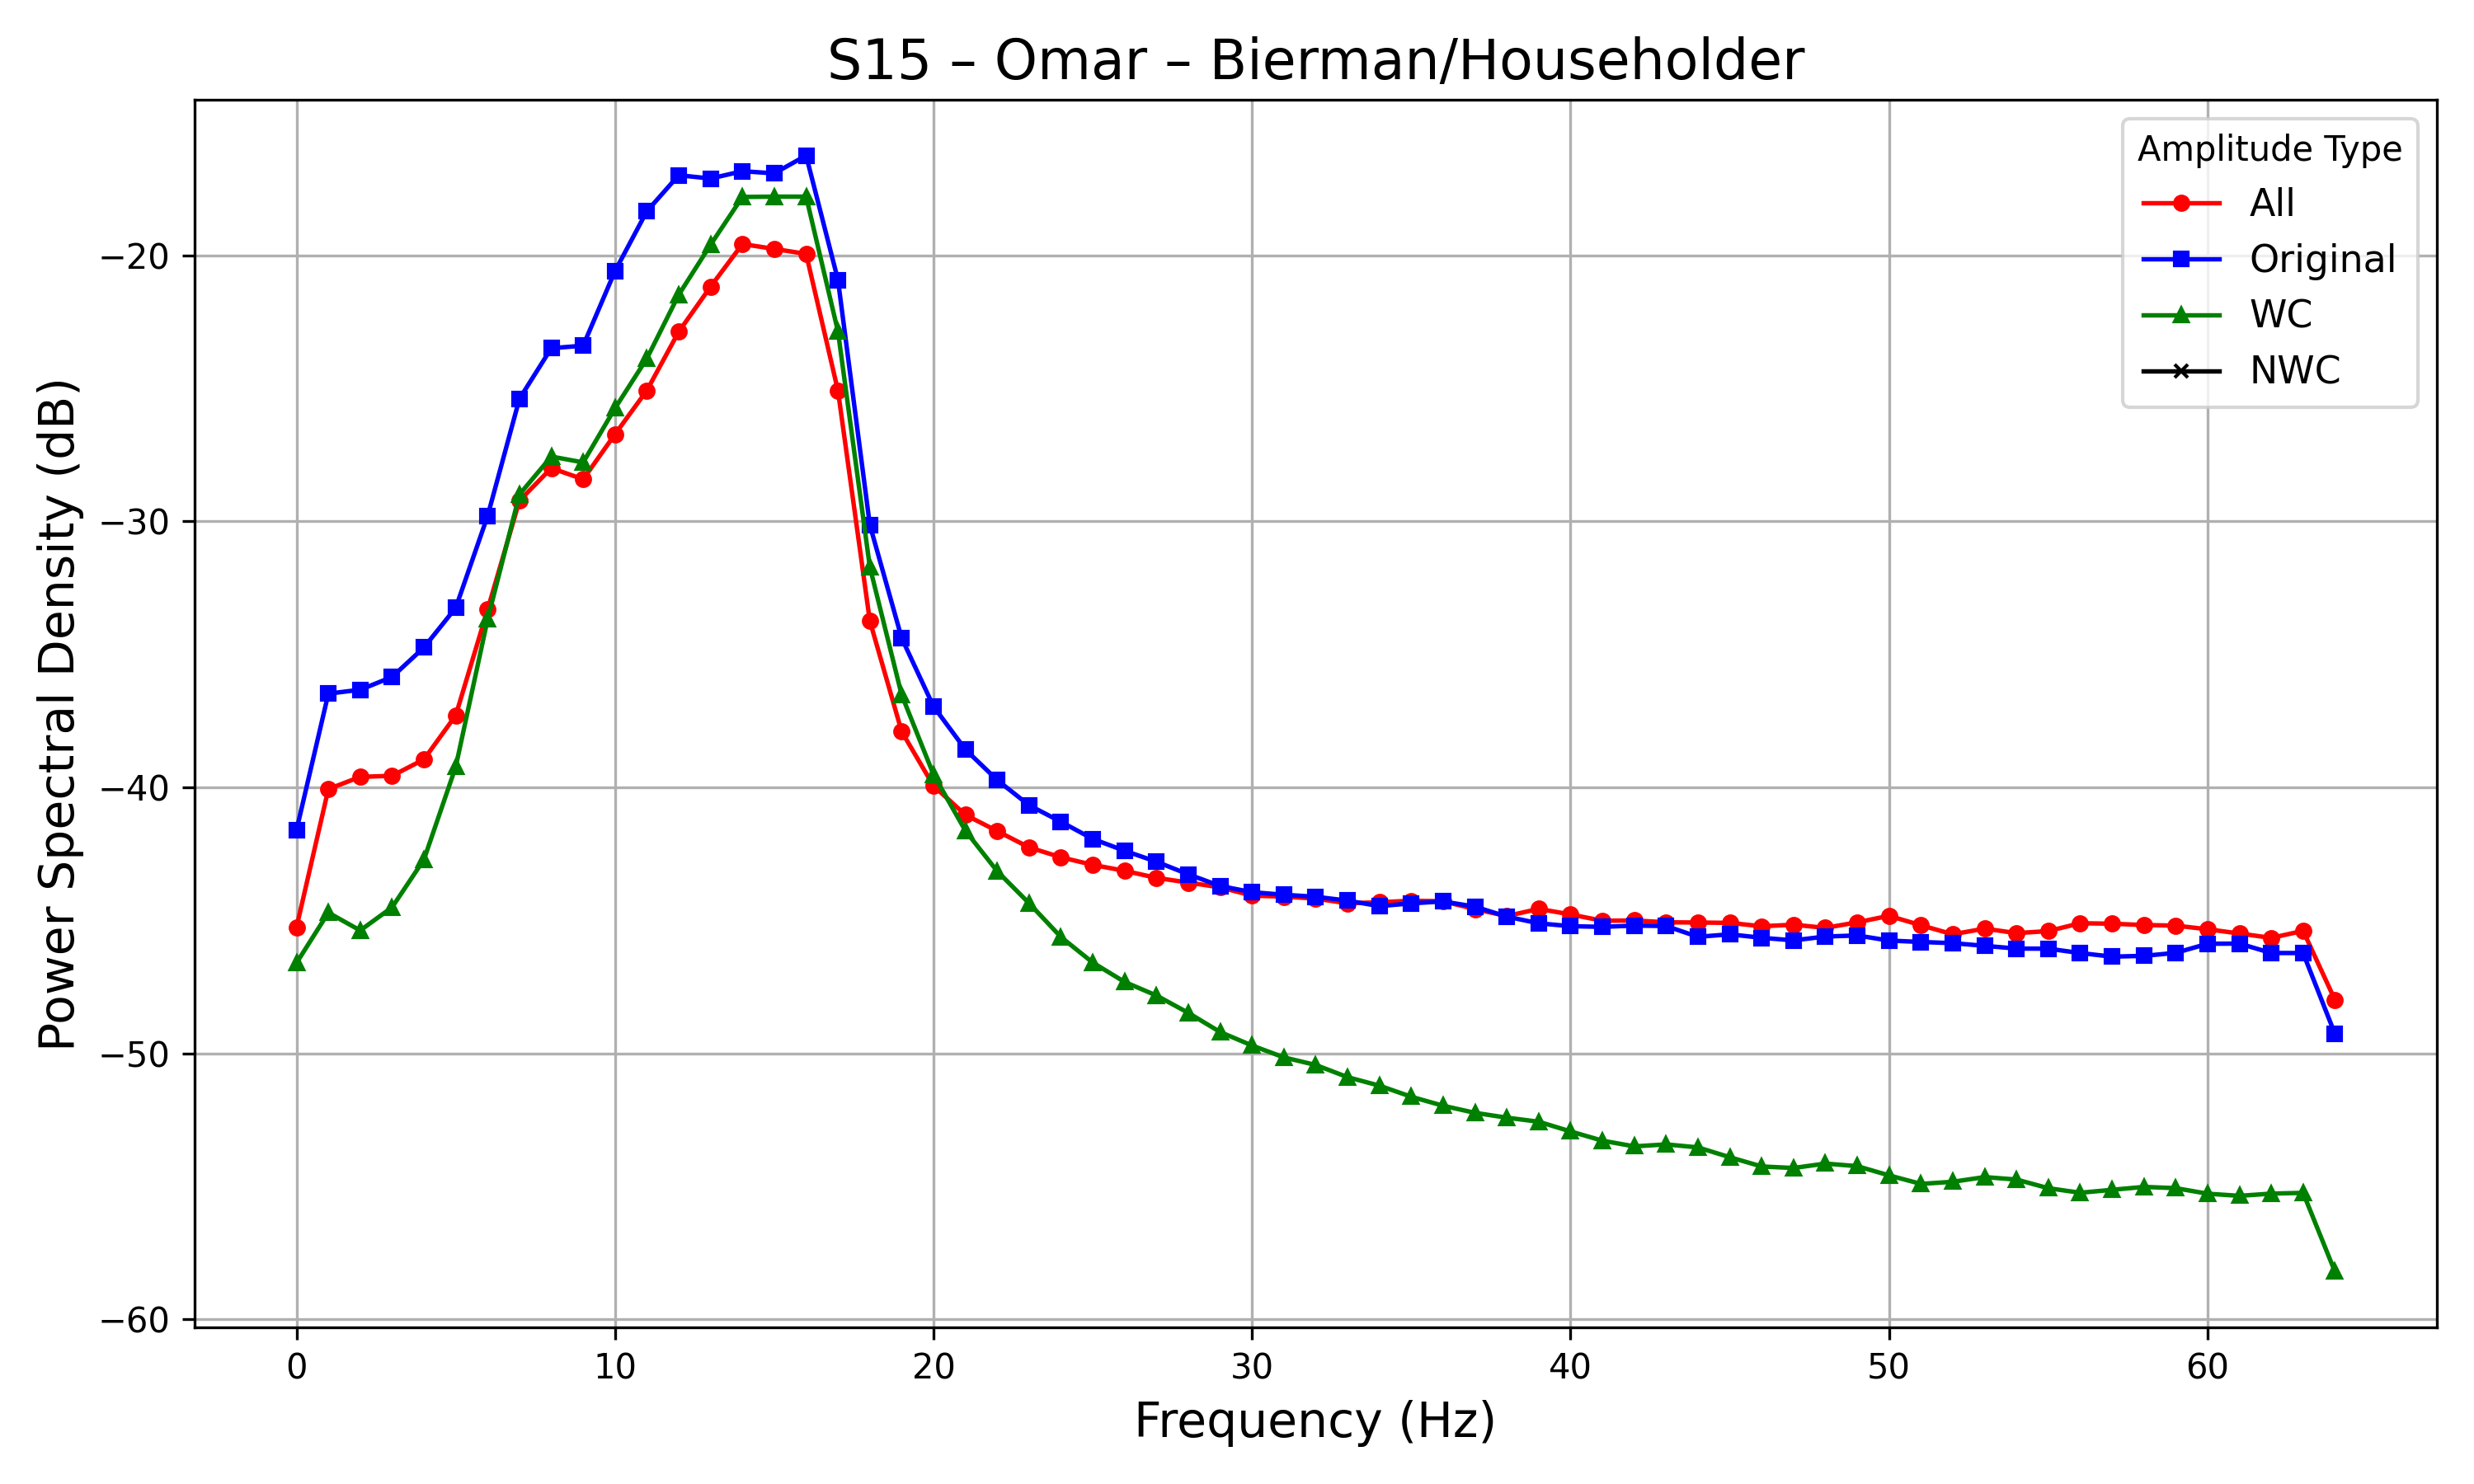 S15 – Omar – Bierman/Householder
Power Spectral Density (dB)
−20
−30
−40
−50
−60
0 10 20 30 40 50 60
Frequency (Hz)
Amplitude Type
All
Original
WC
NWC